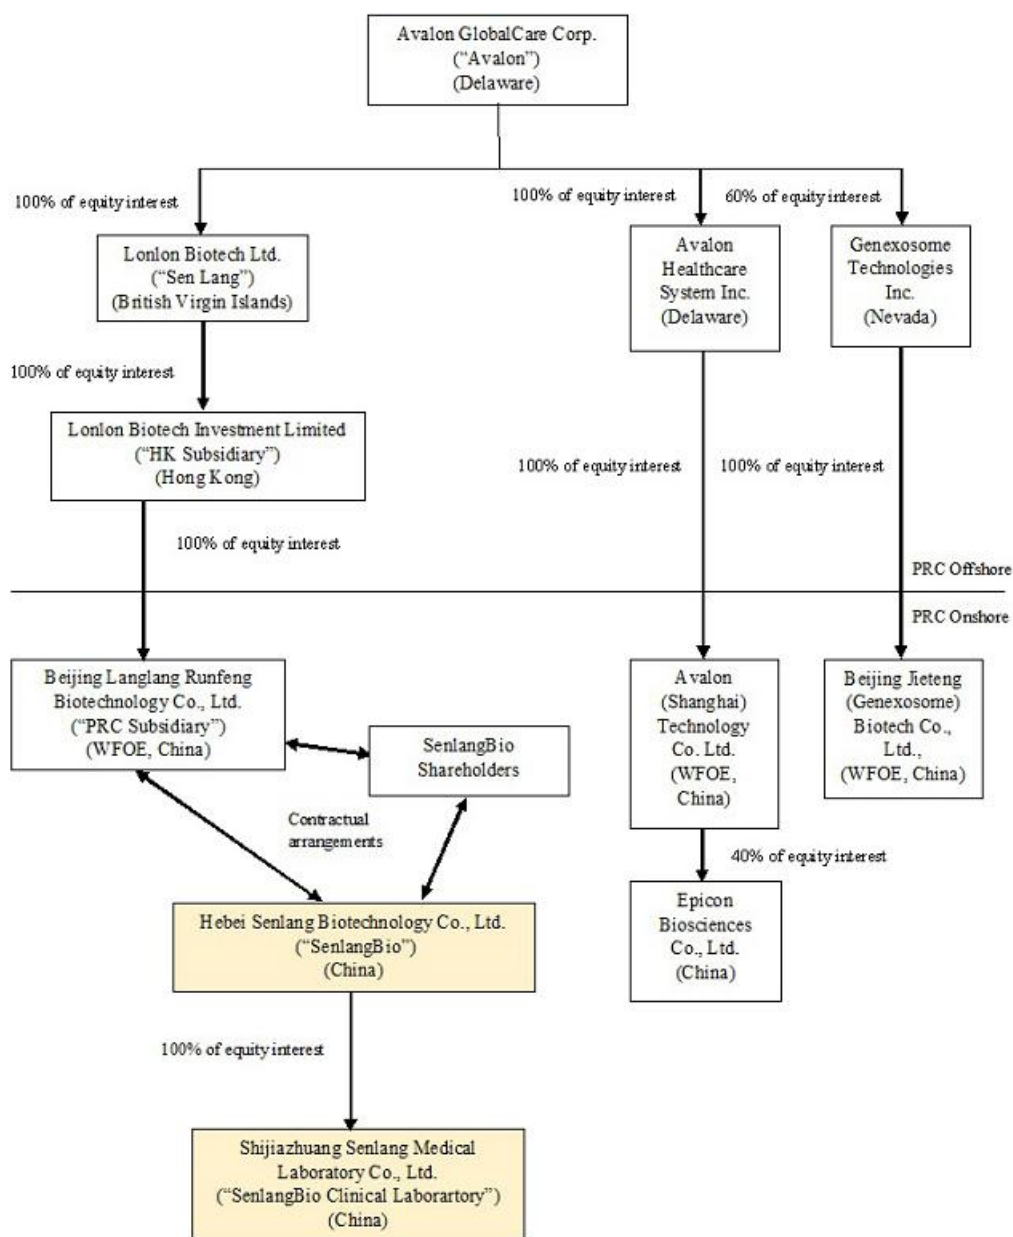 Avalon GlobalCare Corp.
(“Avalon”)
(Delaware)
100% of equity interest
100% of equity interest
60% of equity interest
Lonlon Biotech Ltd.
(“Sen Lang”)
(British Virgin Islands)
Avalon
Healthcare
System Inc.
(Delaware)
Genexosome
Technologies
Inc.
(Nevada)
100% of equity interest
Lonlon Biotech Investment Limited
(“HK Subsidiary”)
(Hong Kong)
100% of equity interest
100% of equity interest
100% of equity interest
PRC Offshore
PRC Onshore
Beijing Langlang Runfeng
Biotechnology Co., Ltd.
(“PRC Subsidiary”)
(WFOE, China)
SenlangBio
Shareholders
Avalon
(Shanghai)
Technology
Co. Ltd.
(WFOE,
China)
Beijing Jieteng
(Genexosome)
Biotech Co.,
Ltd.,
(WFOE, China)
Contractual
arrangements
40% of equity interest
Hebei Senlang Biotechnology Co., Ltd.
(“SenlangBio”)
(China)
Epicon
Biosciences
Co., Ltd.
(China)
100% of equity interest
Shijiazhuang Senlang Medical
Laboratory Co., Ltd.
(“SenlangBio Clinical Laborartory”)
(China)